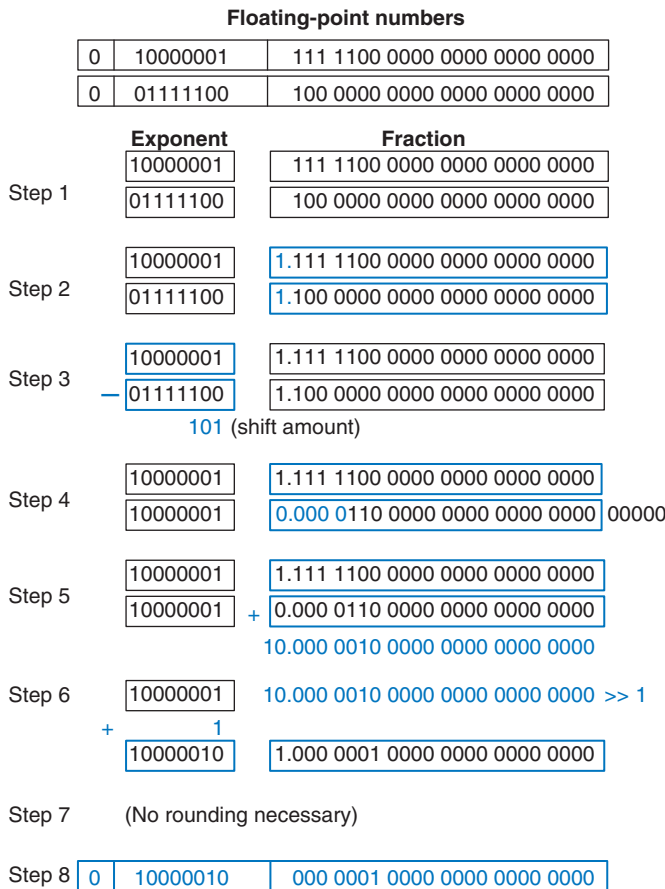 Floating-point numbers
0 10000001 111 1100 0000 0000 0000 0000
0 01111100 100 0000 0000 0000 0000 0000
Exponent Fraction
10000001 111 1100 0000 0000 0000 0000
Step 1
01111100 100 0000 0000 0000 0000 0000
10000001 1.111 1100 0000 0000 0000 0000
Step 2
01111100 1.100 0000 0000 0000 0000 0000
10000001 1.111 1100 0000 0000 0000 0000
Step 3
− 01111100 1.100 0000 0000 0000 0000 0000
101 (shift amount)
10000001 1.111 1100 0000 0000 0000 0000
Step 4
10000001 0.000 0110 0000 0000 0000 0000 00000
10000001 1.111 1100 0000 0000 0000 0000
Step 5
10000001 + 0.000 0110 0000 0000 0000 0000
10.000 0010 0000 0000 0000 0000
Step 6 10000001 10.000 0010 0000 0000 0000 0000 >> 1
+ 1
10000010 1.000 0001 0000 0000 0000 0000
Step 7 (No rounding necessary)
Step 8 0 10000010 000 0001 0000 0000 0000 0000